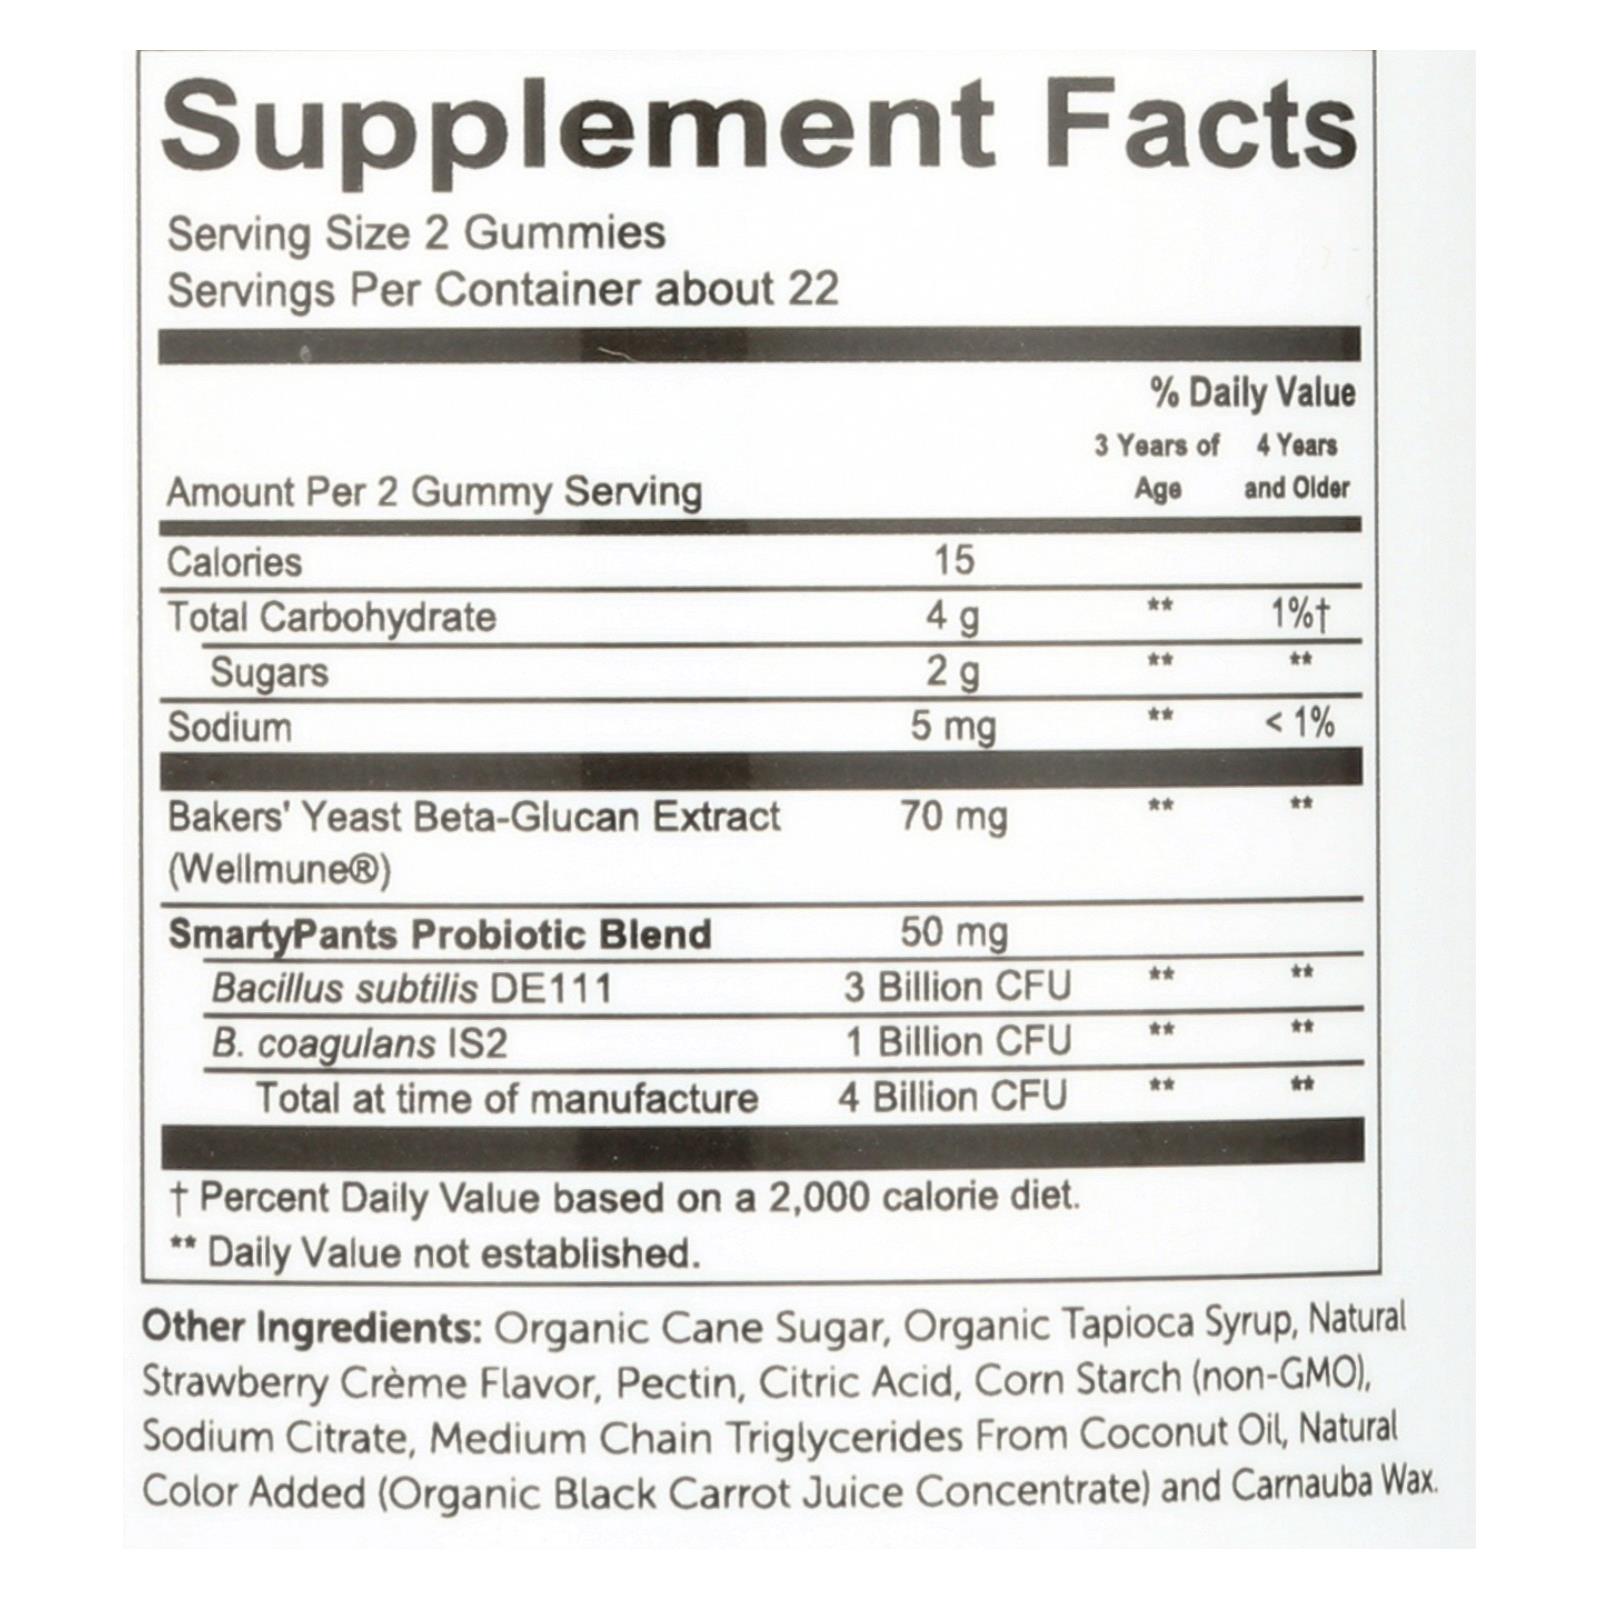 Supplement Facts
Serving Size 2 Gummies
Servings Per Container about 22
% Daily Value
3 Years of Age 4 Years and Older
Amount Per 2 Gummy Serving
Calories 15
Total Carbohydrate 4 g ** 1%†
Sugars 2 g ** **
Sodium 5 mg ** < 1%
Bakers' Yeast Beta-Glucan Extract 70 mg ** **
(Wellmune®)
SmartyPants Probiotic Blend 50 mg
Bacillus subtilis DE111 3 Billion CFU ** **
B. coagulans IS2 1 Billion CFU ** **
Total at time of manufacture 4 Billion CFU ** **
† Percent Daily Value based on a 2,000 calorie diet.
** Daily Value not established.
Other Ingredients: Organic Cane Sugar, Organic Tapioca Syrup, Natural
Strawberry Crème Flavor, Pectin, Citric Acid, Corn Starch (non-GMO),
Sodium Citrate, Medium Chain Triglycerides From Coconut Oil, Natural
Color Added (Organic Black Carrot Juice Concentrate) and Carnauba Wax.